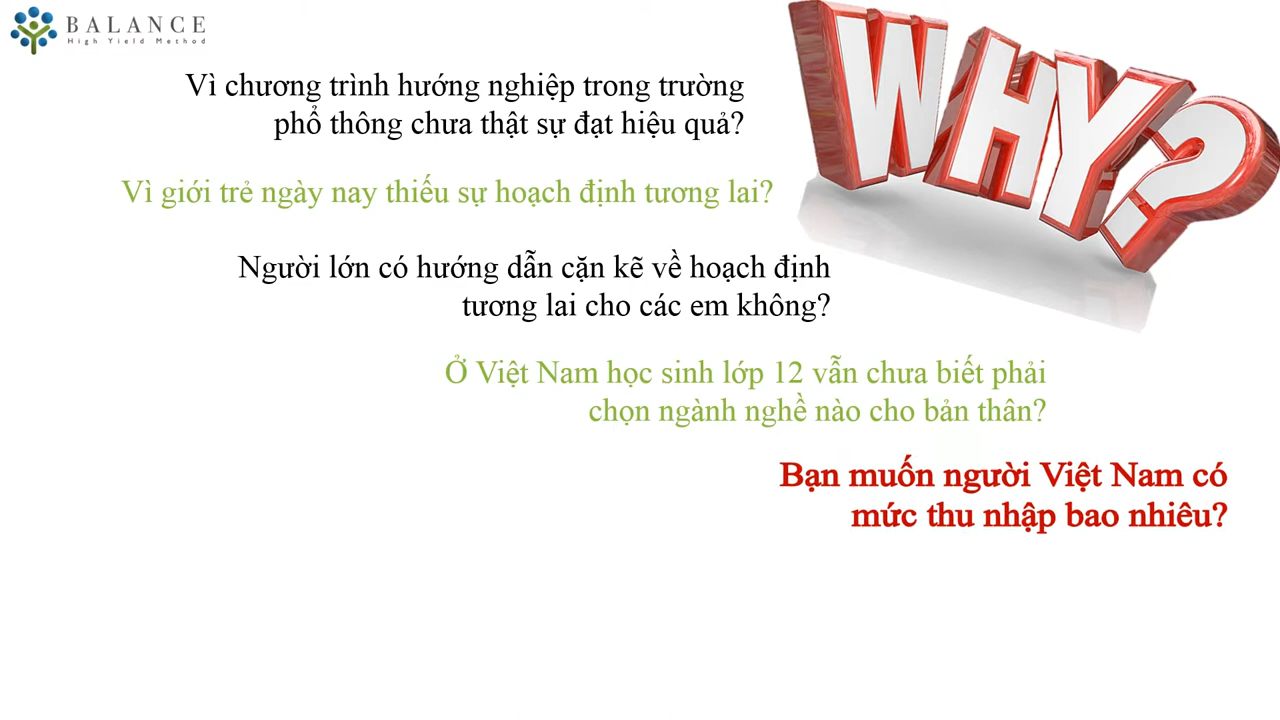 BALANCE
High Yield Method
WHY?
Vì chương trình hướng nghiệp trong trường
phổ thông chưa thật sự đạt hiệu quả?
Vì giới trẻ ngày nay thiếu sự hoạch định tương lai?
Người lớn có hướng dẫn cặn kẽ về hoạch định
tương lai cho các em không?
Ở Việt Nam học sinh lớp 12 vẫn chưa biết phải
chọn ngành nghề nào cho bản thân?
Bạn muốn người Việt Nam có
mức thu nhập bao nhiêu?